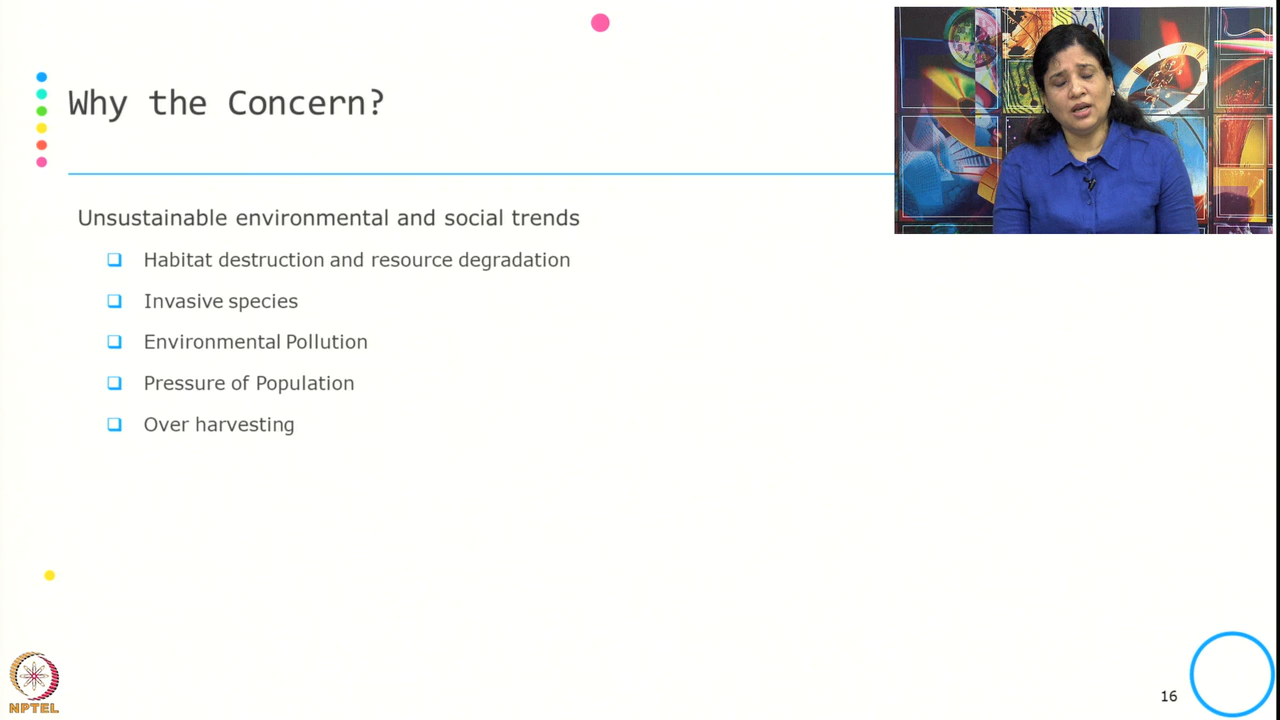 Why the Concern?
Unsustainable environmental and social trends
Habitat destruction and resource degradation
Invasive species
Environmental Pollution
Pressure of Population
Over harvesting
NPTEL
16